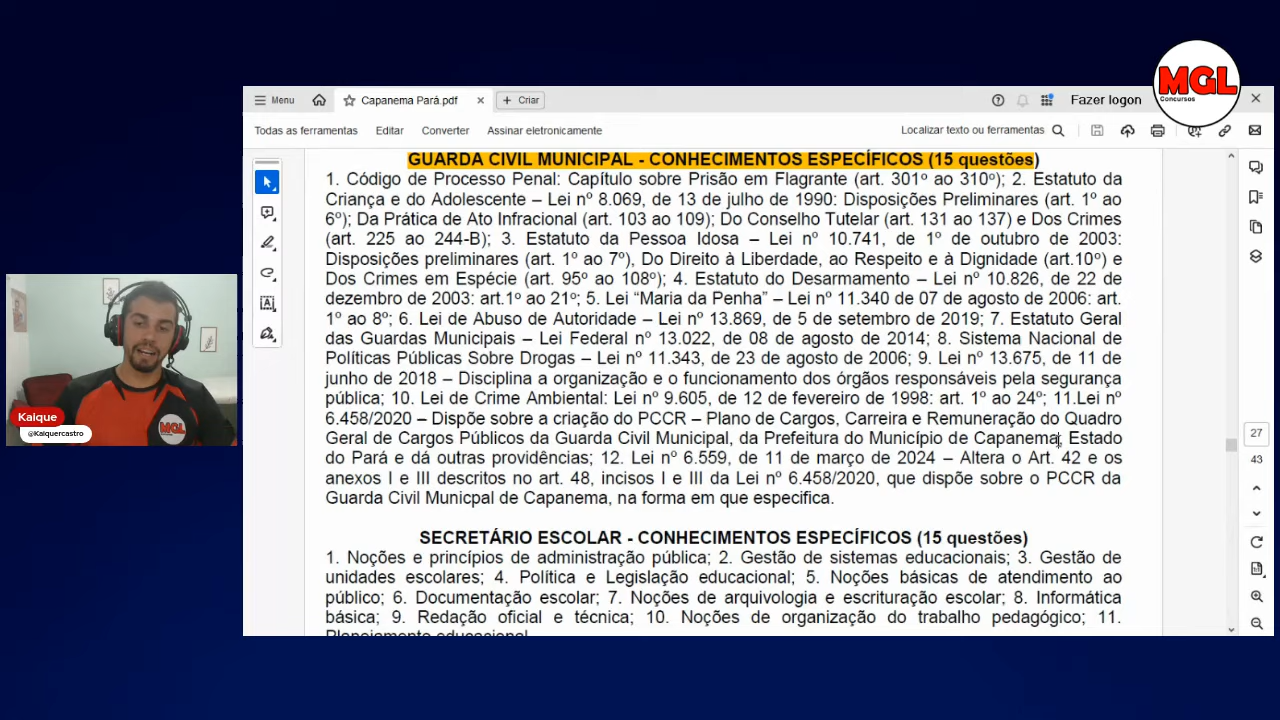 MGL
Concursos
Menu
Capanema Pará.pdf
Criar
Fazer logon
Todas as ferramentas
Editar
Converter
Assinar eletronicamente
Localizar texto ou ferramentas
GUARDA CIVIL MUNICIPAL - CONHECIMENTOS ESPECÍFICOS (15 questões)
1. Código de Processo Penal: Capítulo sobre Prisão em Flagrante (art. 301º ao 310º); 2. Estatuto da
Criança e do Adolescente – Lei nº 8.069, de 13 de julho de 1990: Disposições Preliminares (art. 1º ao
6º); Da Prática de Ato Infracional (art. 103 ao 109); Do Conselho Tutelar (art. 131 ao 137) e Dos Crimes
(art. 225 ao 244-B); 3. Estatuto da Pessoa Idosa – Lei nº 10.741, de 1º de outubro de 2003:
Disposições preliminares (art. 1º ao 7º), Do Direito à Liberdade, ao Respeito e à Dignidade (art.10º) e
Dos Crimes em Espécie (art. 95º ao 108º); 4. Estatuto do Desarmamento – Lei nº 10.826, de 22 de
dezembro de 2003: art.1º ao 21º; 5. Lei “Maria da Penha” – Lei nº 11.340 de 07 de agosto de 2006: art.
1º ao 8º; 6. Lei de Abuso de Autoridade – Lei nº 13.869, de 5 de setembro de 2019; 7. Estatuto Geral
das Guardas Municipais – Lei Federal nº 13.022, de 08 de agosto de 2014; 8. Sistema Nacional de
Políticas Públicas Sobre Drogas – Lei nº 11.343, de 23 de agosto de 2006; 9. Lei nº 13.675, de 11 de
junho de 2018 – Disciplina a organização e o funcionamento dos órgãos responsáveis pela segurança
pública; 10. Lei de Crime Ambiental: Lei nº 9.605, de 12 de fevereiro de 1998: art. 1º ao 24º; 11.Lei nº
6.458/2020 – Dispõe sobre a criação do PCCR – Plano de Cargos, Carreira e Remuneração do Quadro
Geral de Cargos Públicos da Guarda Civil Municipal, da Prefeitura do Município de Capanema, Estado
do Pará e dá outras providências; 12. Lei nº 6.559, de 11 de março de 2024 – Altera o Art. 42 e os
anexos I e III descritos no art. 48, incisos I e III da Lei nº 6.458/2020, que dispõe sobre o PCCR da
Guarda Civil Municpal de Capanema, na forma em que especifica.
SECRETÁRIO ESCOLAR - CONHECIMENTOS ESPECÍFICOS (15 questões)
1. Noções e princípios de administração pública; 2. Gestão de sistemas educacionais; 3. Gestão de
unidades escolares; 4. Política e Legislação educacional; 5. Noções básicas de atendimento ao
público; 6. Documentação escolar; 7. Noções de arquivologia e escrituração escolar; 8. Informática
básica; 9. Redação oficial e técnica; 10. Noções de organização do trabalho pedagógico; 11.
Planejamento educacional
27
43
Kaique
@Kaiquercastro